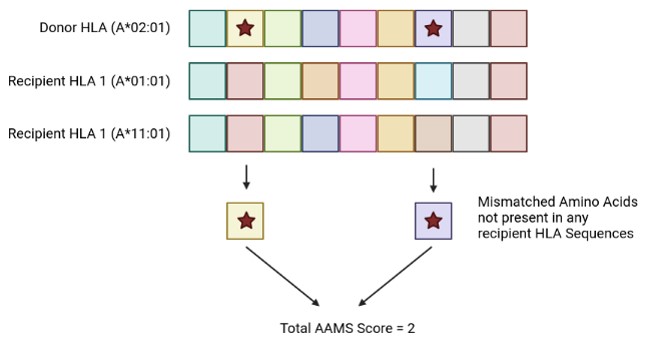 Donor HLA (A*02:01)
Recipient HLA 1 (A*01:01)
Recipient HLA 1 (A*11:01)
Mismatched Amino Acids
not present in any
recipient HLA Sequences
Total AAMS Score = 2